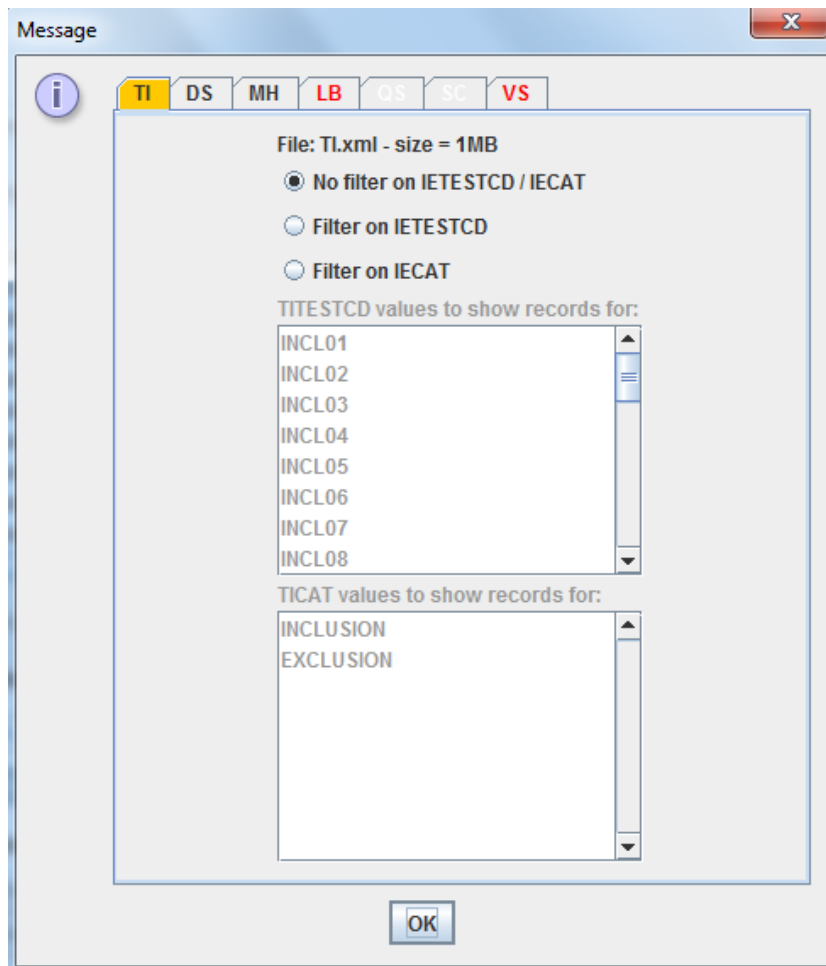 Message
TI DS MH LB QS SC VS
File: TI.xml - size = 1MB
No filter on IETESTCD / IECAT
Filter on IETESTCD
Filter on IECAT
TITESTCD values to show records for:
INCL01
INCL02
INCL03
INCL04
INCL05
INCL06
INCL07
INCL08
TICAT values to show records for:
INCLUSION
EXCLUSION
OK